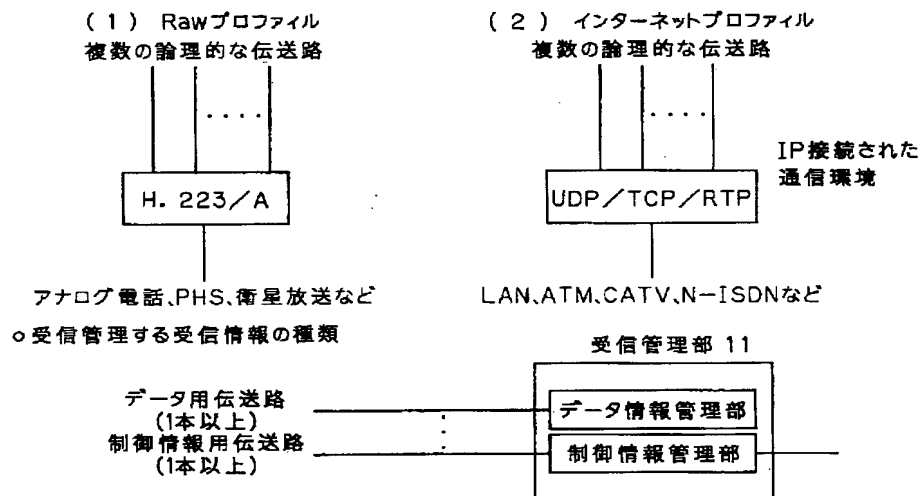 (1) Rawプロファイル
複数の論理的な伝送路
・・・・
H. 223/A
アナログ電話、PHS、衛星放送など
(2) インターネットプロファイル
複数の論理的な伝送路
・・・・
IP接続された
通信環境
UDP/TCP/RTP
LAN、ATM、CATV、N-ISDNなど
○受信管理する受信情報の種類
受信管理部 11
データ用伝送路
(1本以上)
データ情報管理部
制御情報用伝送路
(1本以上)
制御情報管理部